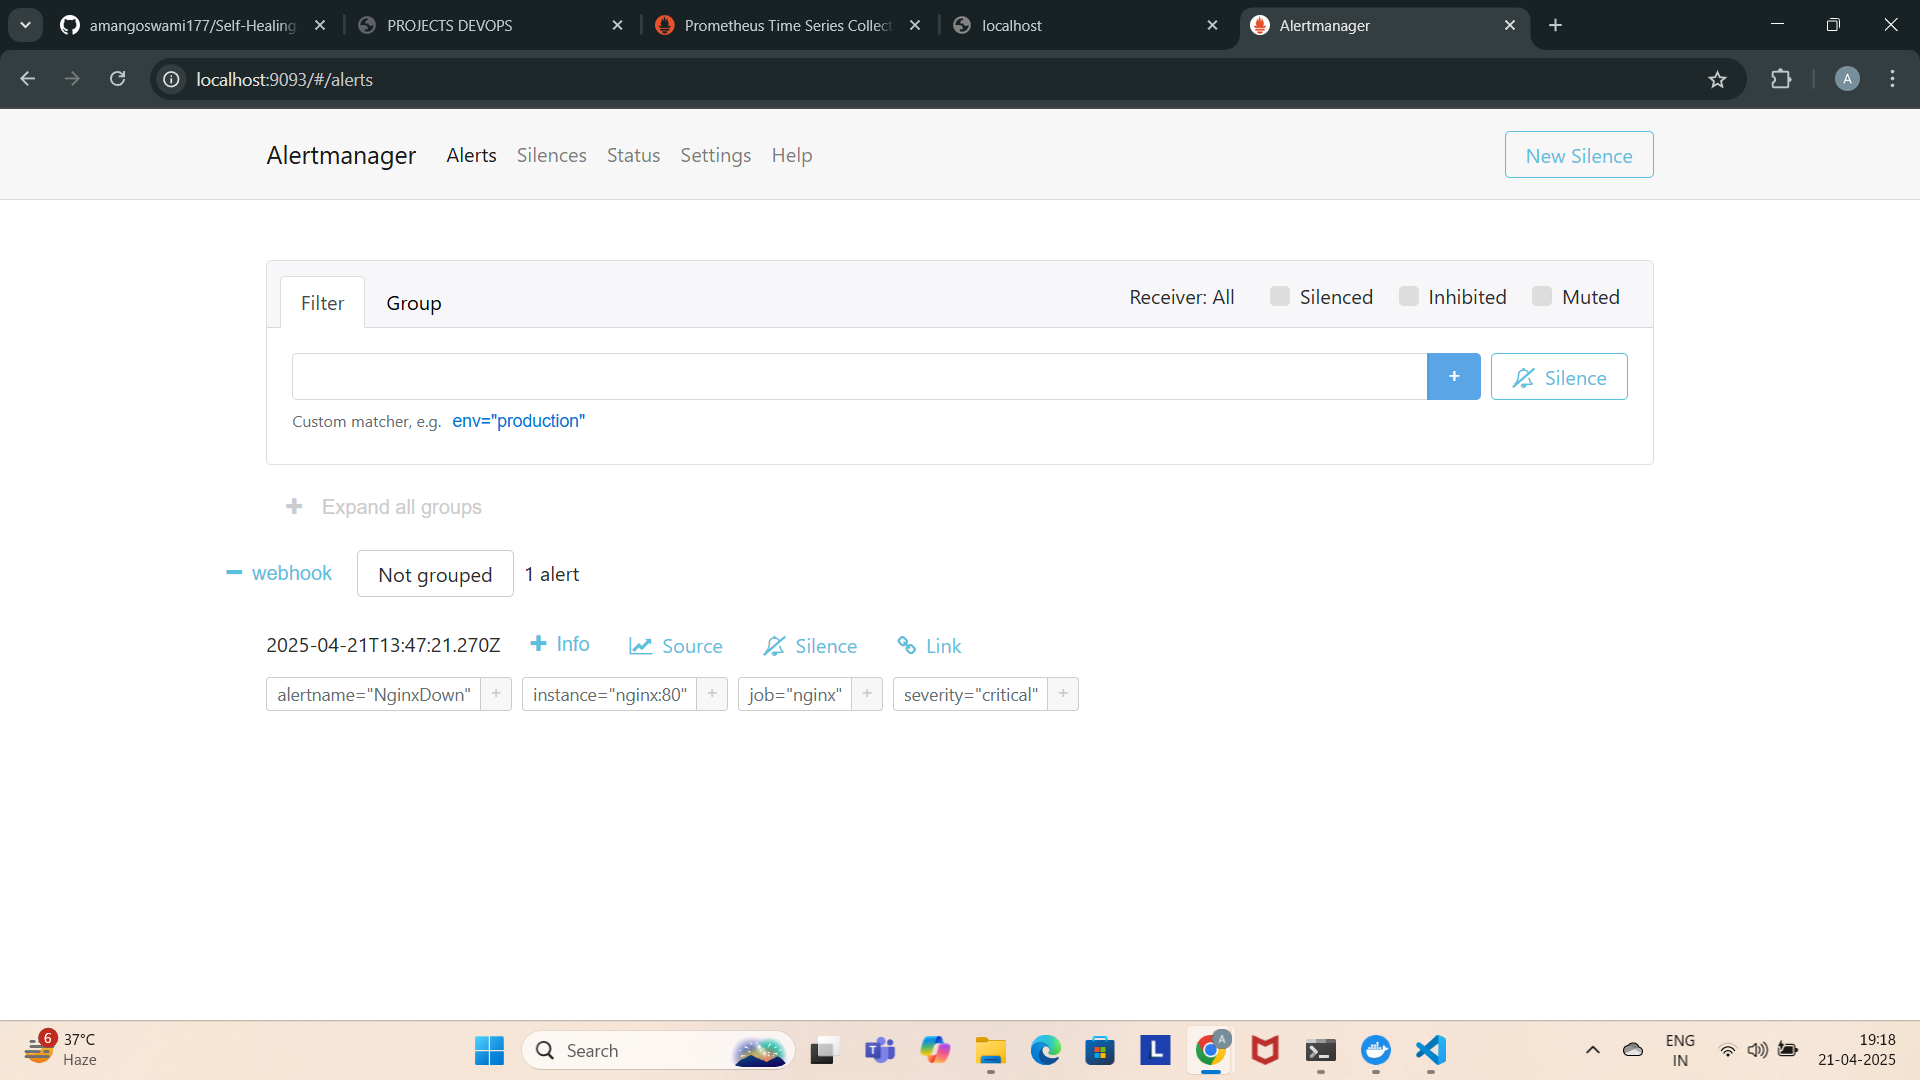 amangoswami177/Self-Healing
PROJECTS DEVOPS
Prometheus Time Series Collect
localhost
Alertmanager
localhost:9093/#/alerts
A
Alertmanager
Alerts
Silences
Status
Settings
Help
New Silence
Filter
Group
Receiver: All
Silenced
Inhibited
Muted
+
Silence
Custom matcher, e.g. env="production"
+ Expand all groups
− webhook
Not grouped
1 alert
2025-04-21T13:47:21.270Z
+ Info
Source
Silence
Link
alertname="NginxDown" +
instance="nginx:80" +
job="nginx" +
severity="critical" +
6
37°C
Haze
Search
L
A
ENG
IN
19:18
21-04-2025